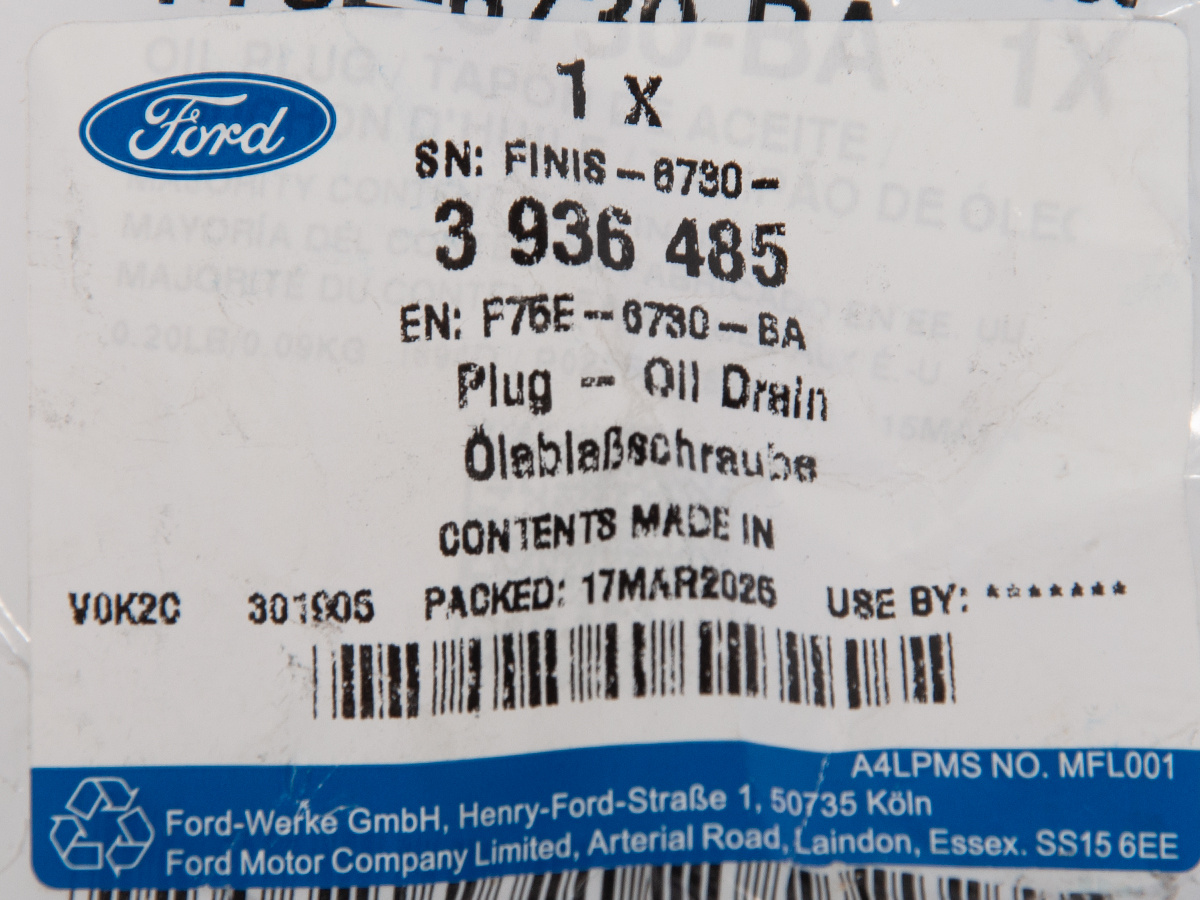 Ford
1 x
SN: FINIS-6730-
3 936 485
EN: F75E-6730-BA
Plug -- Oil Drain
Ölablaßschraube
CONTENTS MADE IN
V0K2C 301905 PACKED: 17MAR2026 USE BY: *******
A4LPMS NO. MFL001
Ford-Werke GmbH, Henry-Ford-Straße 1, 50735 Köln
Ford Motor Company Limited, Arterial Road, Laindon, Essex. SS15 6EE